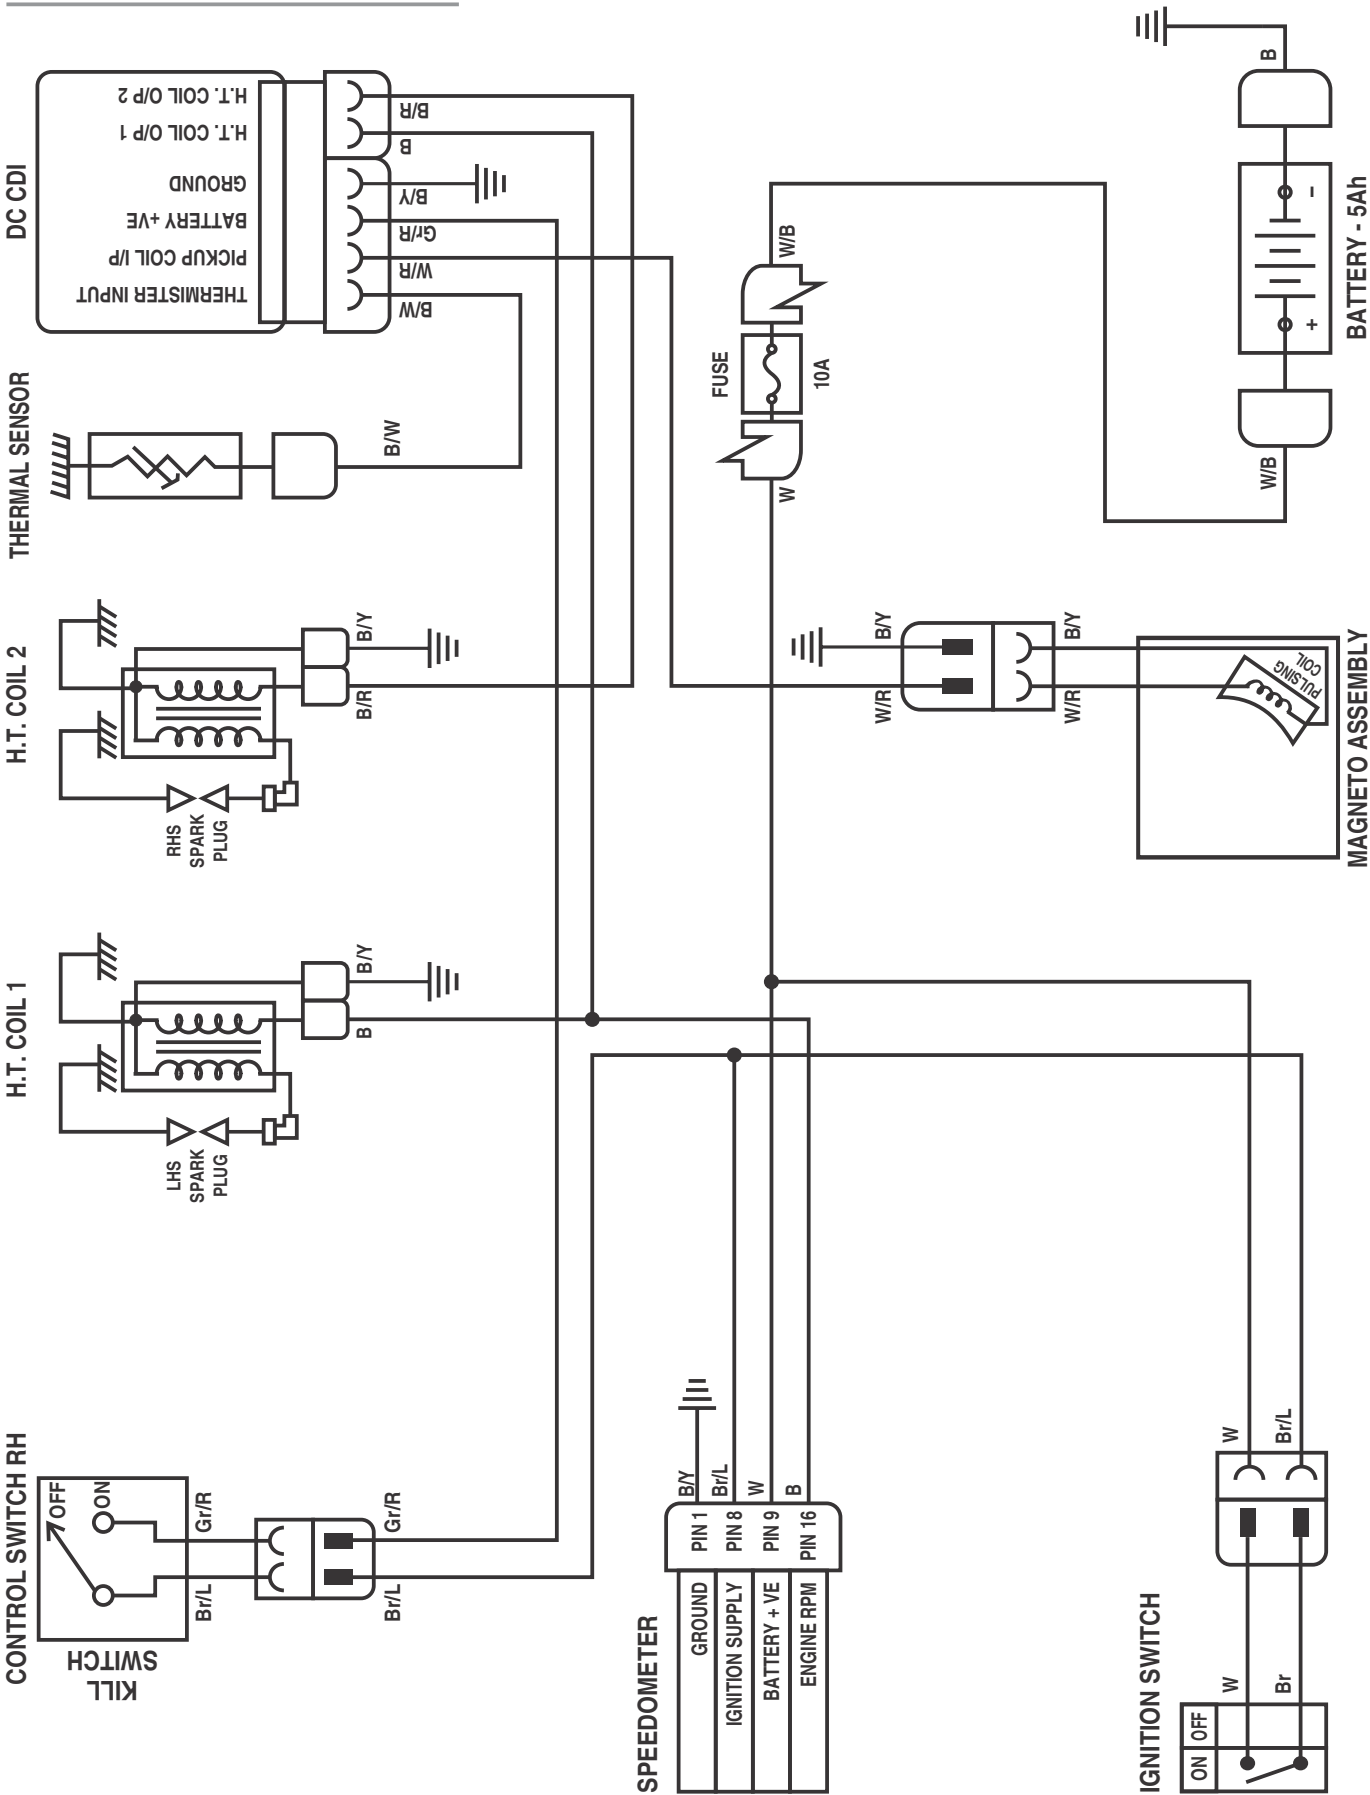 DC CDI
H.T. COIL O/P 2
H.T. COIL O/P 1
GROUND
BATTERY +VE
PICKUP COIL I/P
THERMISTER INPUT
B/R
B
B/Y
Gr/R
W/R
B/W
THERMAL SENSOR
B/W
H.T. COIL 2
B/Y
B/R
RHS
SPARK
PLUG
H.T. COIL 1
B/Y
B
LHS
SPARK
PLUG
CONTROL SWITCH RH
OFF
ON
KILL
SWITCH
Gr/R
Br/L
Gr/R
Br/L
FUSE
10A
W/B
W
B
-
+
BATTERY - 5Ah
W/B
B/Y
W/R
B/Y
W/R
PULSING
COIL
MAGNETO ASSEMBLY
SPEEDOMETER
B/Y
Br/L
W
B
PIN 1
PIN 8
PIN 9
PIN 16
GROUND
IGNITION SUPPLY
BATTERY + VE
ENGINE RPM
IGNITION SWITCH
W
Br/L
W
Br
ON
OFF